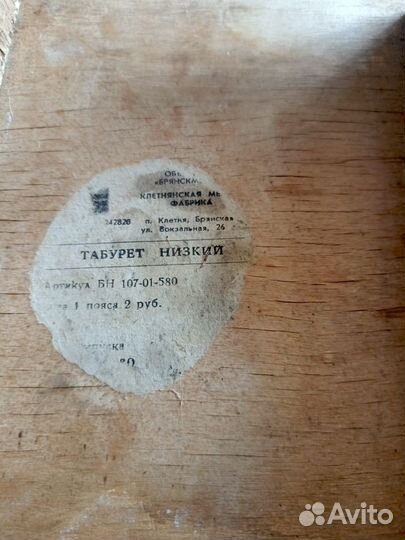 «БРЯНСКМ
КЛЕТНЯНСКАЯ МЕ
ФАБРИКА
242820 п. Клетня, Брянская
ул. Вокзальная, 26
ТАБУРЕТ НИЗКИЙ
Артикул БН 107-01-580
1 пояса 2 руб.
Avito